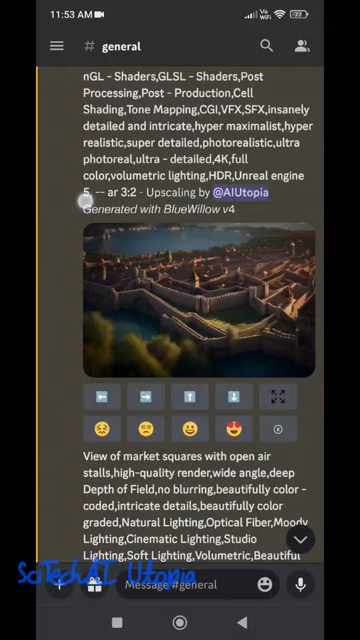 11:53 AM
Vo
WiFi
22
# general
nGL - Shaders,GLSL - Shaders,Post
Processing,Post - Production,Cell
Shading,Tone Mapping,CGI,VFX,SFX,insanely
detailed and intricate,hyper maximalist,hyper
realistic,super detailed,photorealistic,ultra
photoreal,ultra - detailed,4K,full
color,volumetric lighting,HDR,Unreal engine
5, -- ar 3:2 - Upscaling by @AIUtopia
Generated with BlueWillow v4
View of market squares with open air
stalls,high-quality render,wide angle,deep
Depth of Field,no blurring,beautifully color -
coded,intricate details,beautifully color
graded,Natural Lighting,Optical Fiber,Moody
Lighting,Cinematic Lighting,Studio
Lighting,Soft Lighting,Volumetric,Beautiful
SciTechAI Utopia
Message #general